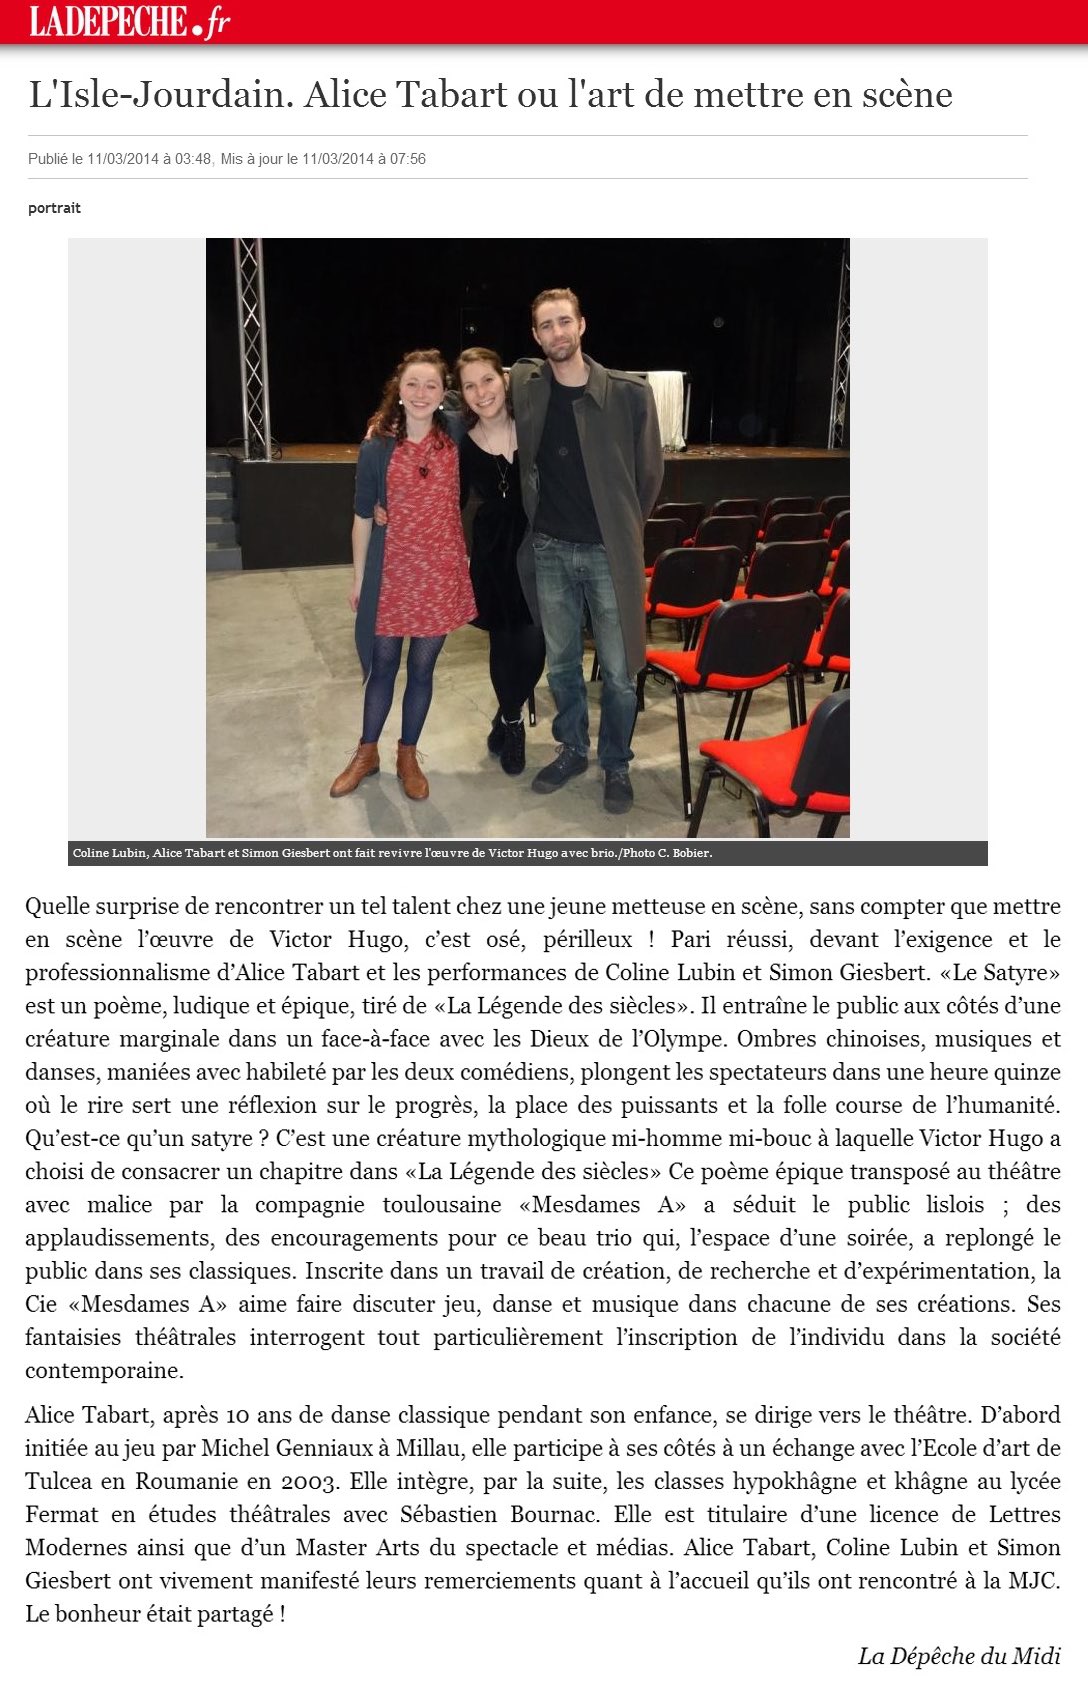 LADEPECHE.fr
L'Isle-Jourdain. Alice Tabart ou l'art de mettre en scène
Publié le 11/03/2014 à 03:48, Mis à jour le 11/03/2014 à 07:56
portrait
Coline Lubin, Alice Tabart et Simon Giesbert ont fait revivre l'œuvre de Victor Hugo avec brio./Photo C. Bobier.
Quelle surprise de rencontrer un tel talent chez une jeune metteuse en scène, sans compter que mettre
en scène l’œuvre de Victor Hugo, c’est osé, périlleux ! Pari réussi, devant l’exigence et le
professionnalisme d’Alice Tabart et les performances de Coline Lubin et Simon Giesbert. «Le Satyre»
est un poème, ludique et épique, tiré de «La Légende des siècles». Il entraîne le public aux côtés d’une
créature marginale dans un face-à-face avec les Dieux de l’Olympe. Ombres chinoises, musiques et
danses, maniées avec habileté par les deux comédiens, plongent les spectateurs dans une heure quinze
où le rire sert une réflexion sur le progrès, la place des puissants et la folle course de l’humanité.
Qu’est-ce qu’un satyre ? C’est une créature mythologique mi-homme mi-bouc à laquelle Victor Hugo a
choisi de consacrer un chapitre dans «La Légende des siècles» Ce poème épique transposé au théâtre
avec malice par la compagnie toulousaine «Mesdames A» a séduit le public lislois ; des
applaudissements, des encouragements pour ce beau trio qui, l’espace d’une soirée, a replongé le
public dans ses classiques. Inscrite dans un travail de création, de recherche et d’expérimentation, la
Cie «Mesdames A» aime faire discuter jeu, danse et musique dans chacune de ses créations. Ses
fantaisies théâtrales interrogent tout particulièrement l’inscription de l’individu dans la société
contemporaine.
Alice Tabart, après 10 ans de danse classique pendant son enfance, se dirige vers le théâtre. D’abord
initiée au jeu par Michel Genniaux à Millau, elle participe à ses côtés à un échange avec l’Ecole d’art de
Tulcea en Roumanie en 2003. Elle intègre, par la suite, les classes hypokhâgne et khâgne au lycée
Fermat en études théâtrales avec Sébastien Bournac. Elle est titulaire d’une licence de Lettres
Modernes ainsi que d’un Master Arts du spectacle et médias. Alice Tabart, Coline Lubin et Simon
Giesbert ont vivement manifesté leurs remerciements quant à l’accueil qu’ils ont rencontré à la MJC.
Le bonheur était partagé !
La Dépêche du Midi